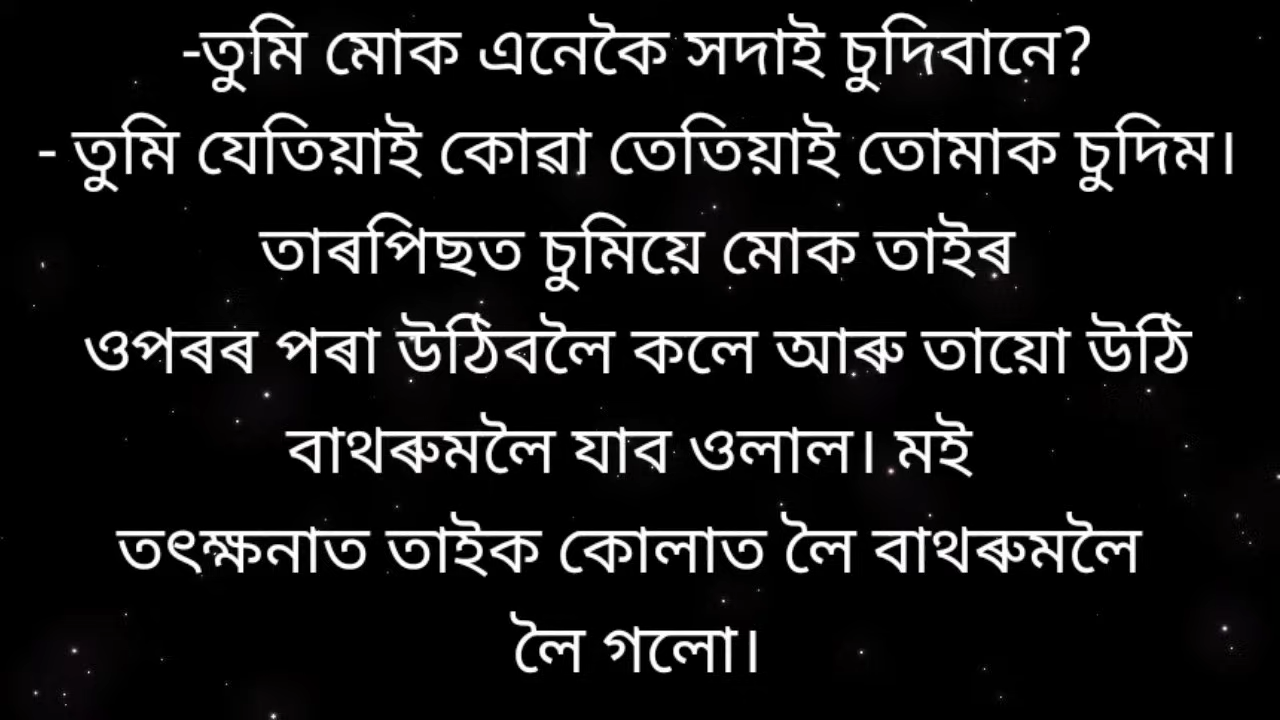 -তুমি মোক এনেকৈ সদাই চুদিবানে?
- তুমি যেতিয়াই কোৱা তেতিয়াই তোমাক চুদিম।
তাৰপিছত চুমিয়ে মোক তাইৰ
ওপৰৰ পৰা উঠিবলৈ কলে আৰু তায়ো উঠি
বাথৰুমলৈ যাব ওলাল। মই
তৎক্ষনাত তাইক কোলাত লৈ বাথৰুমলৈ
লৈ গলো।